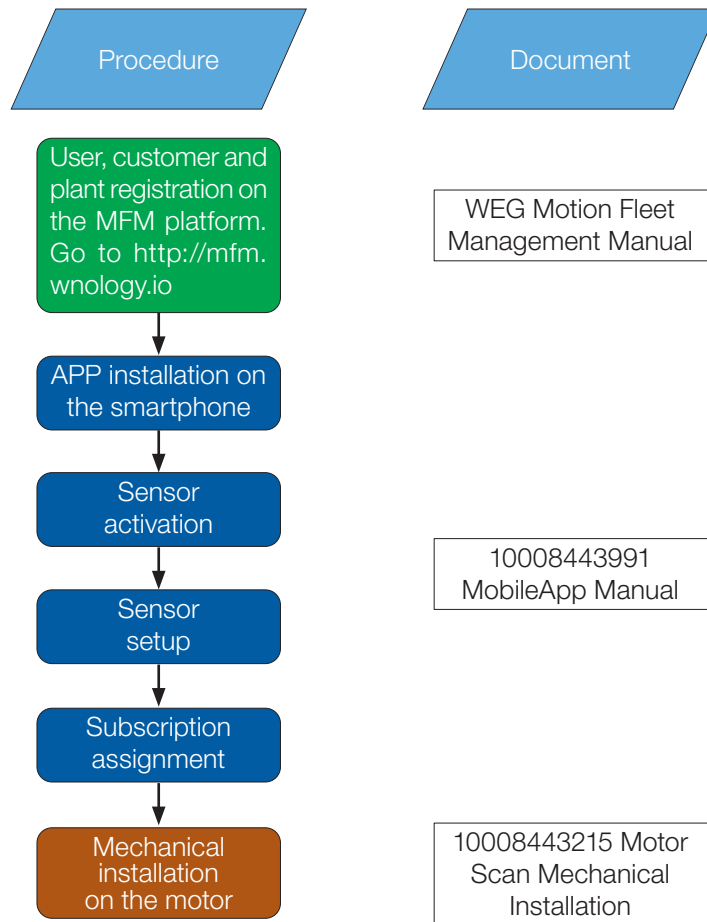 Procedure
Document
User, customer and
plant registration on
the MFM platform.
Go to http://mfm.
wnology.io
WEG Motion Fleet
Management Manual
APP installation on
the smartphone
Sensor
activation
10008443991
MobileApp Manual
Sensor
setup
Subscription
assignment
Mechanical
installation
on the motor
10008443215 Motor
Scan Mechanical
Installation